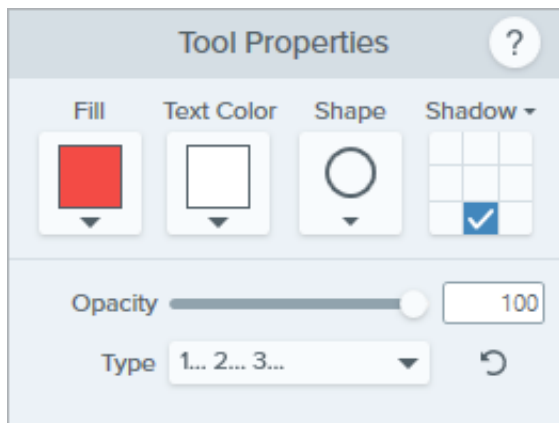 Tool Properties ?
Fill Text Color Shape Shadow
Opacity 100
Type 1... 2... 3...